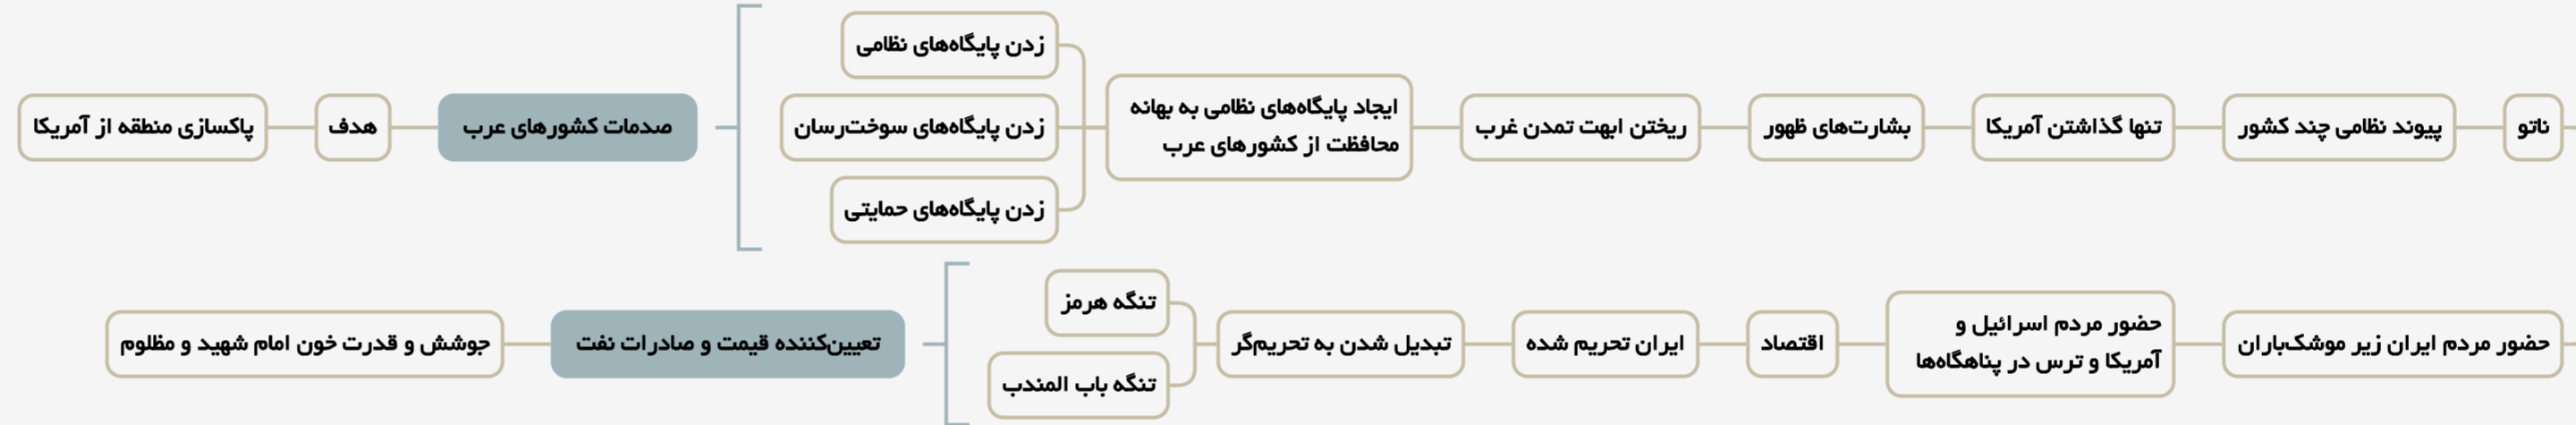 ناتو
پیوند نظامی چند کشور
تنها گذاشتن آمریکا
بشارت‌های ظهور
ریختن ابهت تمدن غرب
ایجاد پایگاه‌های نظامی به بهانه
محافظت از کشورهای عرب
زدن پایگاه‌های نظامی
زدن پایگاه‌های سوخت‌رسان
زدن پایگاه‌های حمایتی
صدمات کشورهای عرب
هدف
پاکسازی منطقه از آمریکا
حضور مردم ایران زیر موشک‌باران
حضور مردم اسرائیل و
آمریکا و ترس در پناهگاه‌ها
اقتصاد
ایران تحریم شده
تبدیل شدن به تحریم‌گر
تنگه هرمز
تنگه باب المندب
تعیین‌کننده قیمت و صادرات نفت
جوشش و قدرت خون امام شهید و مظلوم